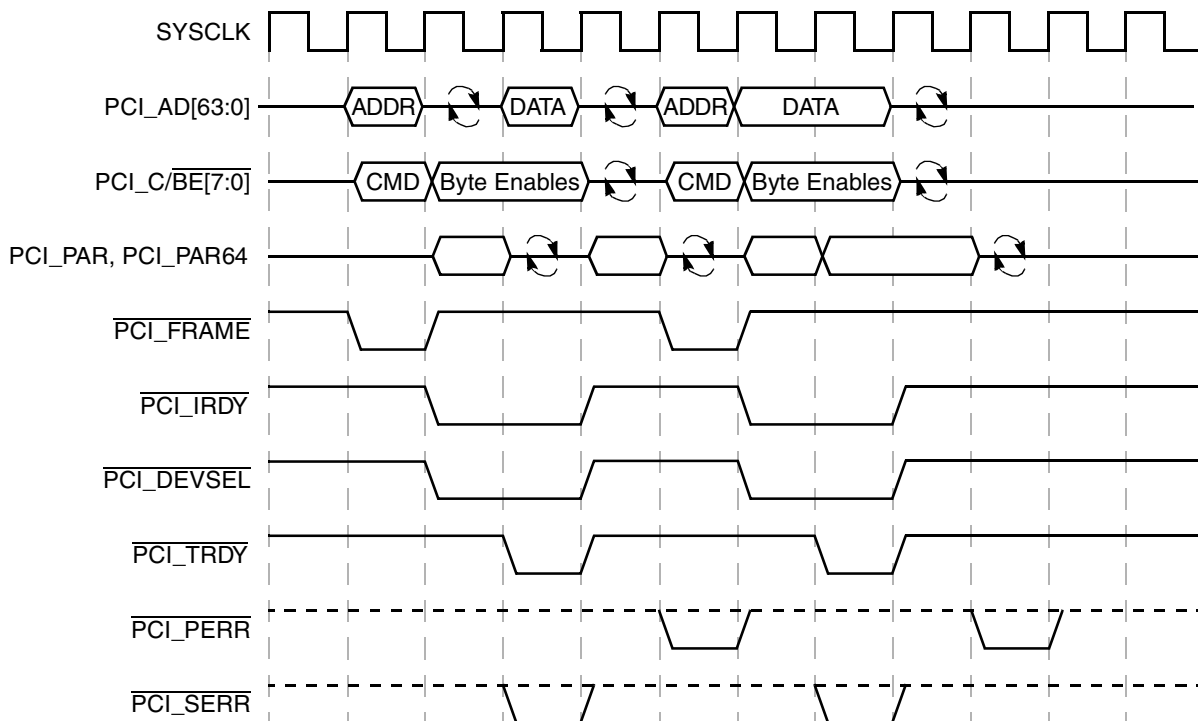 SYSCLK
PCI_AD[63:0] ADDR DATA ADDR DATA
PCI_C/BE[7:0] CMD Byte Enables CMD Byte Enables
PCI_PAR, PCI_PAR64
PCI_FRAME
PCI_IRDY
PCI_DEVSEL
PCI_TRDY
PCI_PERR
PCI_SERR